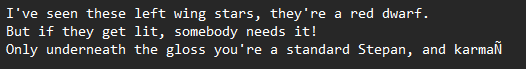 I've seen these left wing stars, they're a red dwarf.
But if they get lit, somebody needs it!
Only underneath the gloss you're a standard Stepan, and karmaÑ